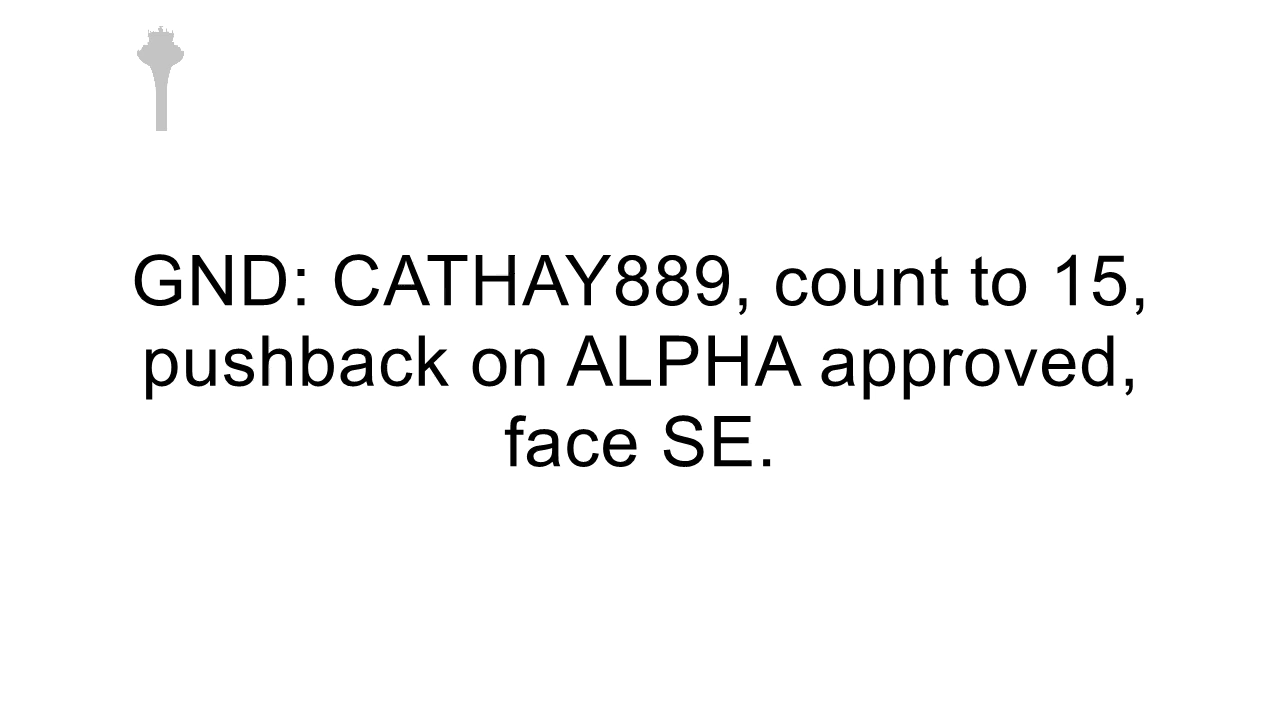 GND: CATHAY889, count to 15,
pushback on ALPHA approved,
face SE.